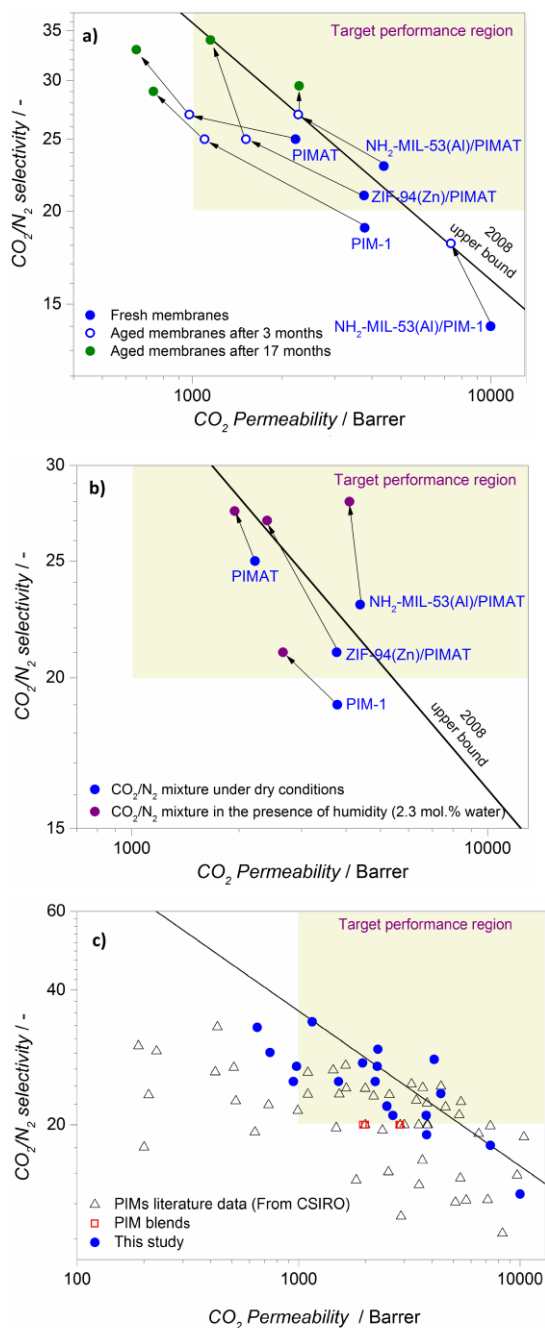 a)
Target performance region
35
30
25
20
15
CO2/N2 selectivity / -
NH2-MIL-53(Al)/PIMAT
PIMAT
ZIF-94(Zn)/PIMAT
PIM-1
2008
upper bound
NH2-MIL-53(Al)/PIM-1
Fresh membranes
Aged membranes after 3 months
Aged membranes after 17 months
1000
10000
CO2 Permeability / Barrer
b)
Target performance region
30
25
20
15
CO2/N2 selectivity / -
PIMAT
NH2-MIL-53(Al)/PIMAT
ZIF-94(Zn)/PIMAT
PIM-1
2008
upper bound
CO2/N2 mixture under dry conditions
CO2/N2 mixture in the presence of humidity (2.3 mol.% water)
1000
10000
CO2 Permeability / Barrer
c)
Target performance region
60
40
20
CO2/N2 selectivity / -
PIMs literature data (From CSIRO)
PIM blends
This study
100
1000
10000
CO2 Permeability / Barrer